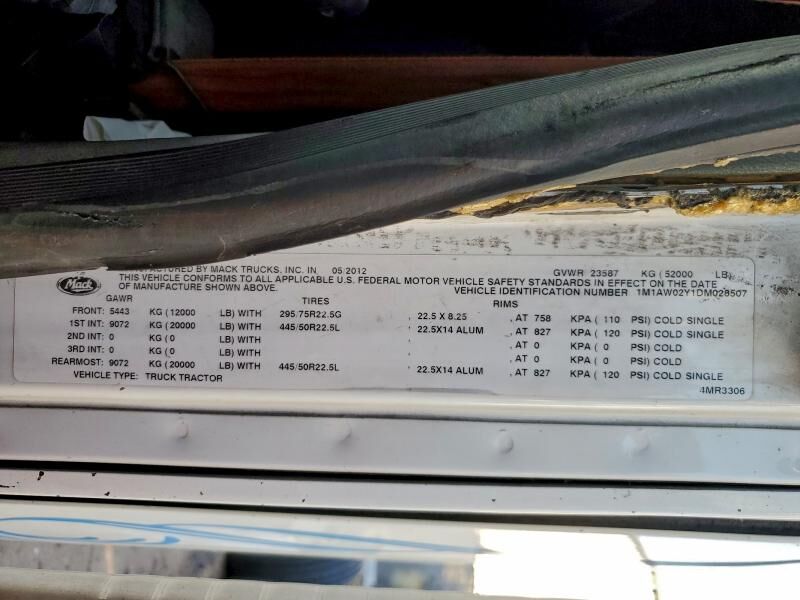 Mack
ACTURED BY MACK TRUCKS, INC. IN 05.2012 GVWR 23587 KG ( 52000 LB)
THIS VEHICLE CONFORMS TO ALL APPLICABLE U.S. FEDERAL MOTOR VEHICLE SAFETY STANDARDS IN EFFECT ON THE DATE
OF MANUFACTURE SHOWN ABOVE. VEHICLE IDENTIFICATION NUMBER 1M1AW02Y1DM028507
GAWR TIRES RIMS
FRONT: 5443 KG (12000 LB) WITH 295/75R22.5G 22.5 X 8.25 , AT 758 KPA ( 110 PSI) COLD SINGLE
1ST INT: 9072 KG (20000 LB) WITH 445/50R22.5L 22.5X14 ALUM , AT 827 KPA ( 120 PSI) COLD SINGLE
2ND INT: 0 KG (0 LB) WITH , AT 0 KPA ( 0 PSI) COLD
3RD INT: 0 KG (0 LB) WITH , AT 0 KPA ( 0 PSI) COLD
REARMOST: 9072 KG (20000 LB) WITH 445/50R22.5L 22.5X14 ALUM , AT 827 KPA ( 120 PSI) COLD SINGLE
VEHICLE TYPE: TRUCK TRACTOR 4MR3306